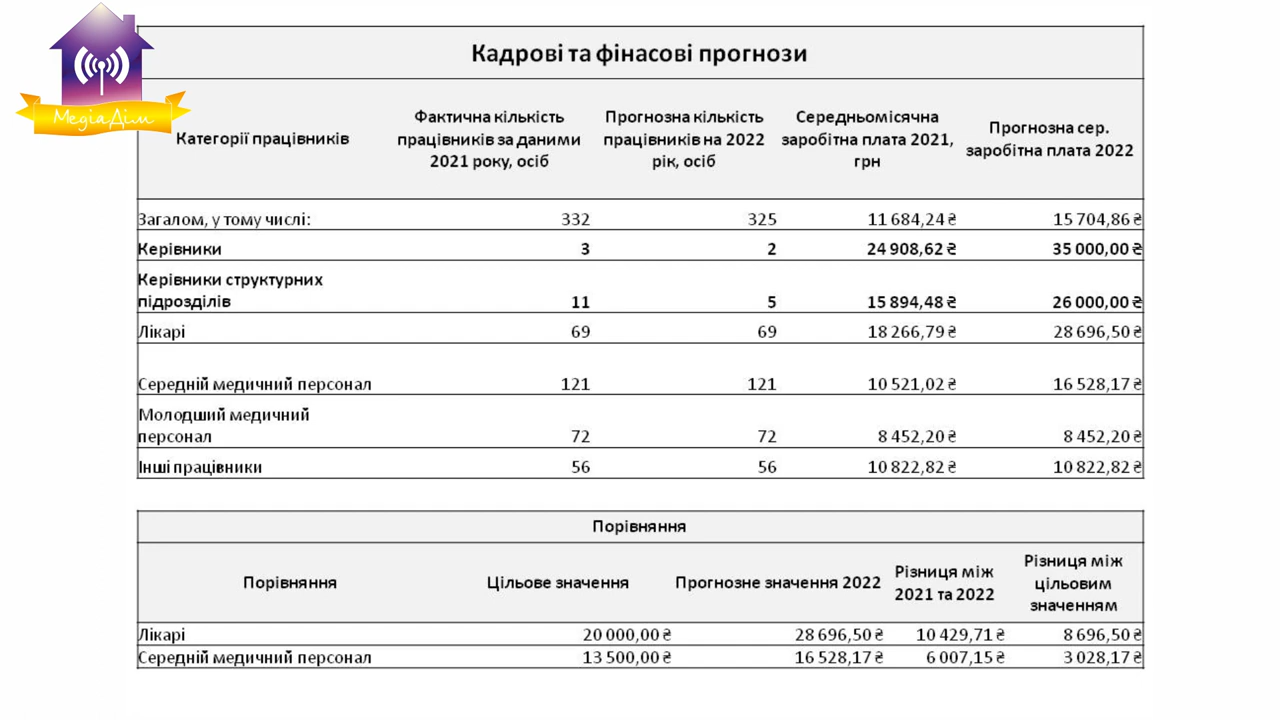 МедіаДім
Кадрові та фінасові прогнози
Категорії працівників
Фактична кількість
працівників за даними
2021 року, осіб
Прогнозна кількість
працівників на 2022
рік, осіб
Середньомісячна
заробітна плата 2021,
грн
Прогнозна сер.
заробітна плата 2022
Загалом, у тому числі: 332 325 11 684,24 ₴ 15 704,86 ₴
Керівники 3 2 24 908,62 ₴ 35 000,00 ₴
Керівники структурних
підрозділів 11 5 15 894,48 ₴ 26 000,00 ₴
Лікарі 69 69 18 266,79 ₴ 28 696,50 ₴
Середній медичний персонал 121 121 10 521,02 ₴ 16 528,17 ₴
Молодший медичний
персонал 72 72 8 452,20 ₴ 8 452,20 ₴
Інші працівники 56 56 10 822,82 ₴ 10 822,82 ₴
Порівняння
Порівняння
Цільове значення
Прогнозне значення 2022
Різниця між
2021 та 2022
Різниця між
цільовим
значенням
Лікарі 20 000,00 ₴ 28 696,50 ₴ 10 429,71 ₴ 8 696,50 ₴
Середній медичний персонал 13 500,00 ₴ 16 528,17 ₴ 6 007,15 ₴ 3 028,17 ₴